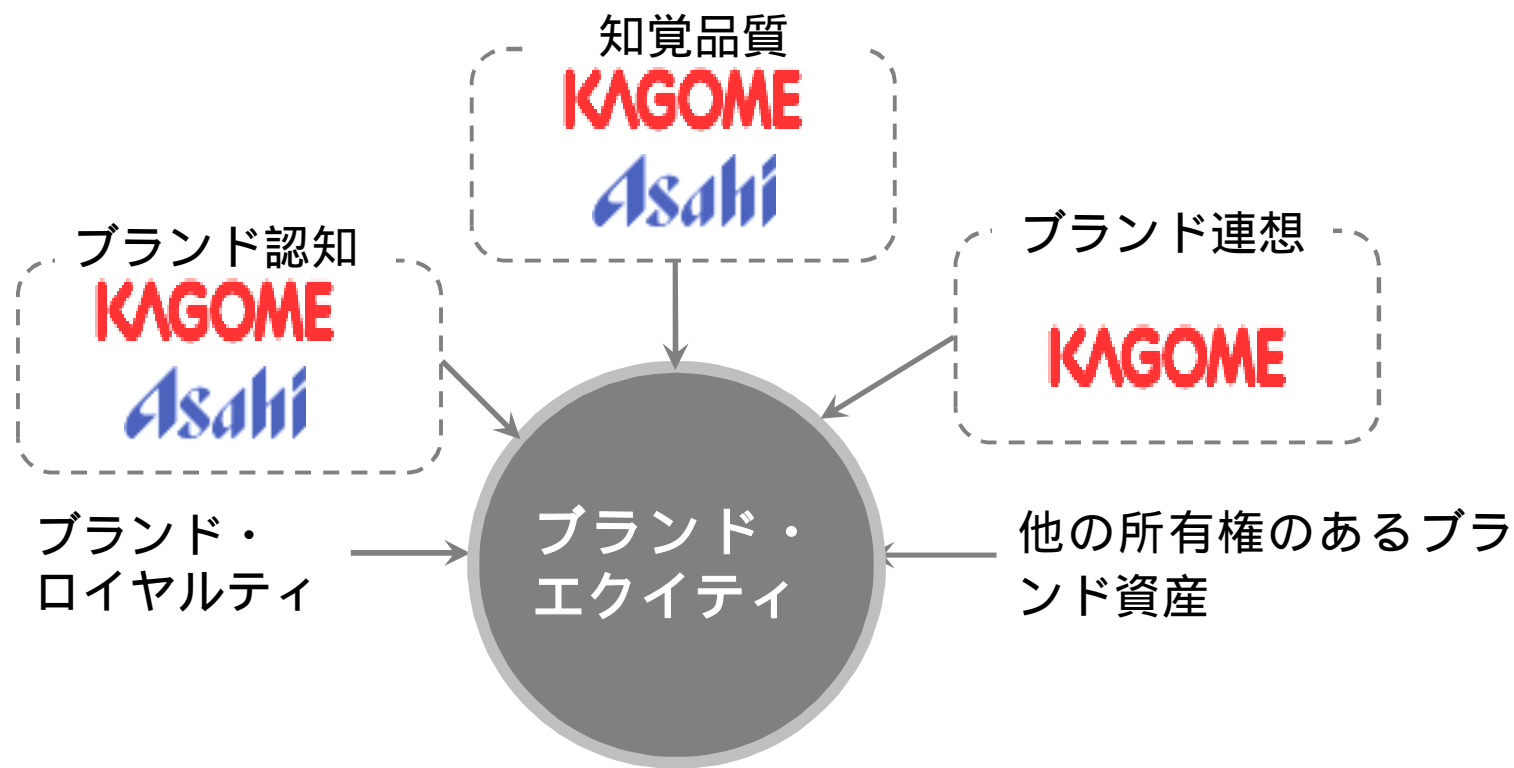 知覚品質
KAGOME
Asahi
ブランド認知
KAGOME
Asahi
ブランド連想
KAGOME
ブランド・
ロイヤルティ
ブランド・
エクイティ
他の所有権のあるブラ
ンド資産